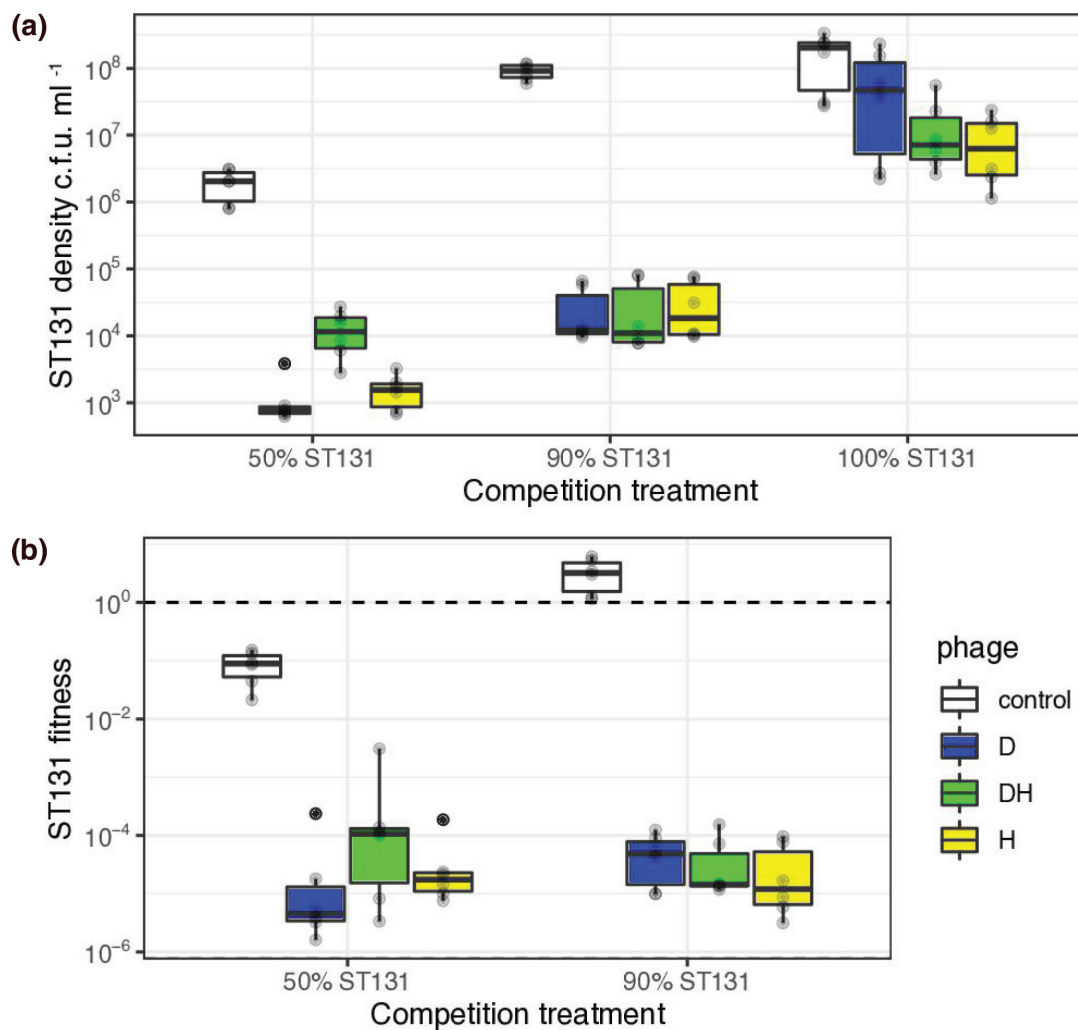 (a)
ST131 density c.f.u. ml ⁻¹
10⁸
10⁷
10⁶
10⁵
10⁴
10³
50% ST131 90% ST131 100% ST131
Competition treatment
(b)
ST131 fitness
10⁰
10⁻²
10⁻⁴
10⁻⁶
50% ST131 90% ST131
Competition treatment
phage
control
D
DH
H